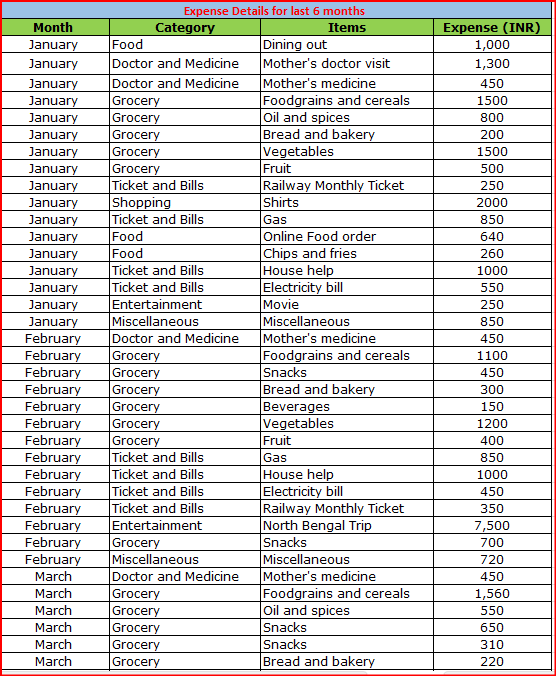 Expense Details for last 6 months
Month Category Items Expense (INR)
January Food Dining out 1,000
January Doctor and Medicine Mother's doctor visit 1,300
January Doctor and Medicine Mother's medicine 450
January Grocery Foodgrains and cereals 1500
January Grocery Oil and spices 800
January Grocery Bread and bakery 200
January Grocery Vegetables 1500
January Grocery Fruit 500
January Ticket and Bills Railway Monthly Ticket 250
January Shopping Shirts 2000
January Ticket and Bills Gas 850
January Food Online Food order 640
January Food Chips and fries 260
January Ticket and Bills House help 1000
January Ticket and Bills Electricity bill 550
January Entertainment Movie 250
January Miscellaneous Miscellaneous 850
February Doctor and Medicine Mother's medicine 450
February Grocery Foodgrains and cereals 1100
February Grocery Snacks 450
February Grocery Bread and bakery 300
February Grocery Beverages 150
February Grocery Vegetables 1200
February Grocery Fruit 400
February Ticket and Bills Gas 850
February Ticket and Bills House help 1000
February Ticket and Bills Electricity bill 450
February Ticket and Bills Railway Monthly Ticket 350
February Entertainment North Bengal Trip 7,500
February Grocery Snacks 700
February Miscellaneous Miscellaneous 720
March Doctor and Medicine Mother's medicine 450
March Grocery Foodgrains and cereals 1,560
March Grocery Oil and spices 550
March Grocery Snacks 650
March Grocery Snacks 310
March Grocery Bread and bakery 220